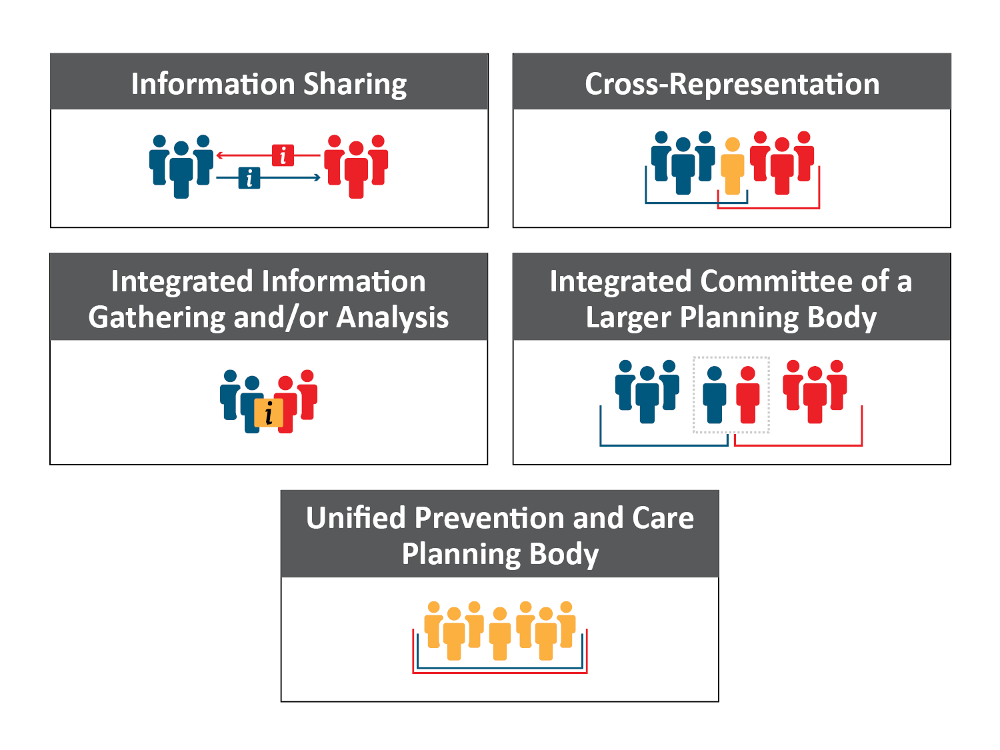 Information Sharing
i
i
Cross-Representation
Integrated Information
Gathering and/or Analysis
i
Integrated Committee of a
Larger Planning Body
Unified Prevention and Care
Planning Body